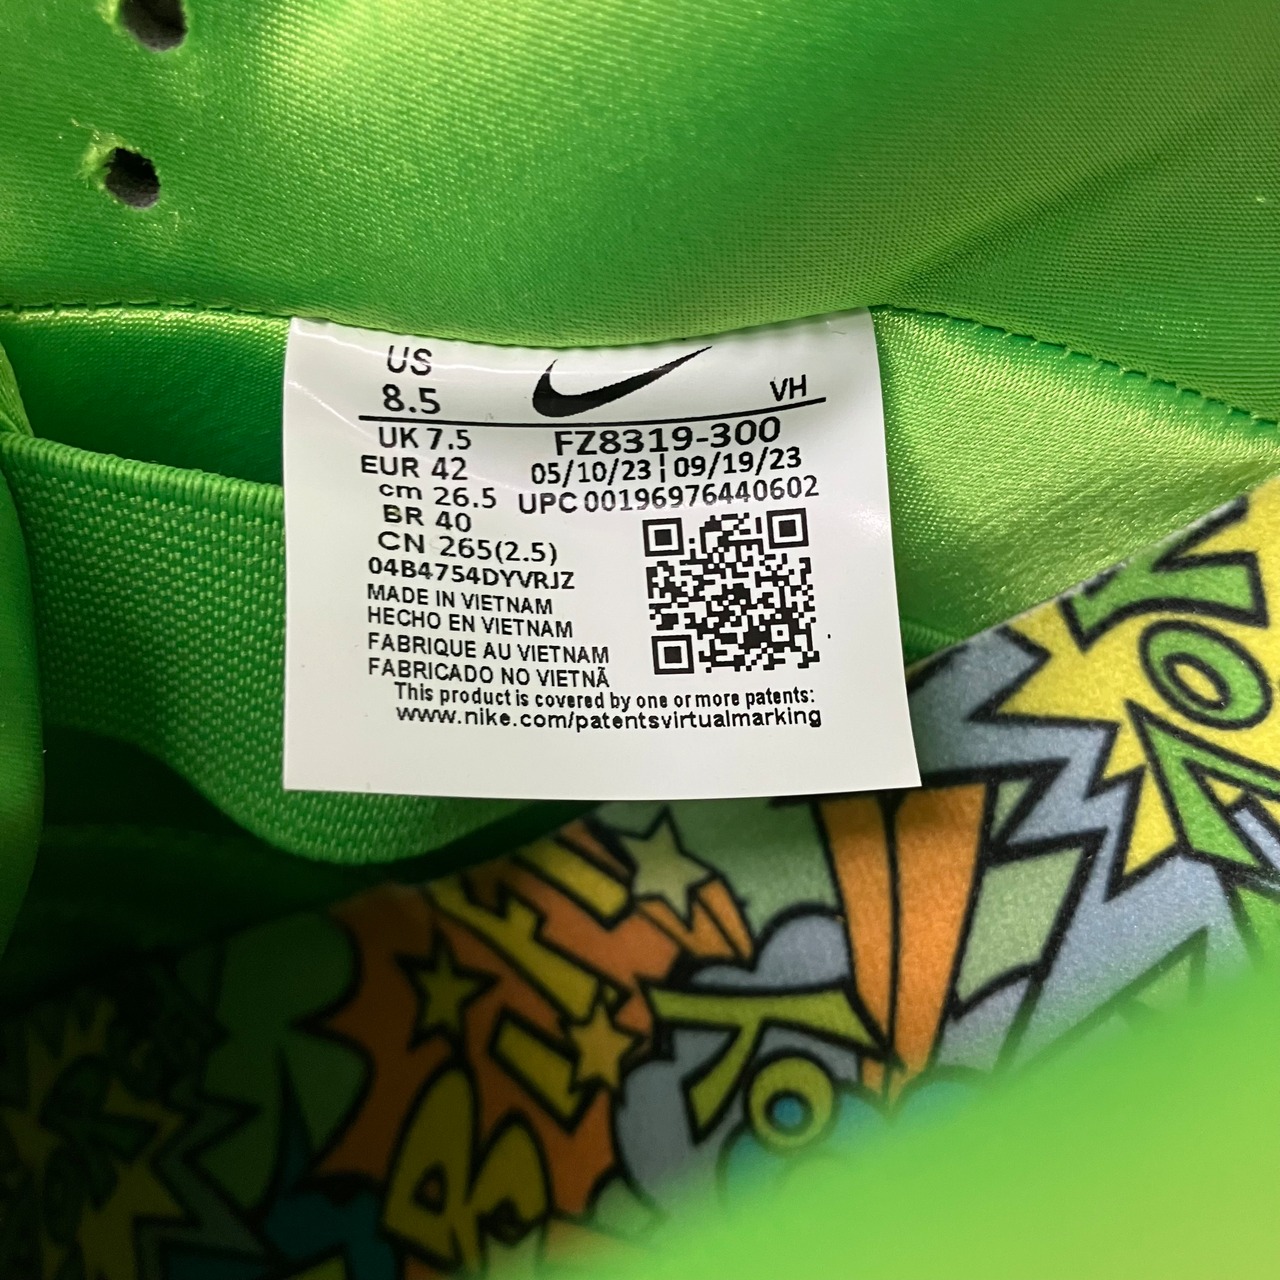 US
8.5
VH
UK 7.5
FZ8319-300
EUR 42
05/10/23 ¦ 09/19/23
cm 26.5
UPC 00196976440602
BR 40
CN 265(2.5)
04B4754DYVRJZ
MADE IN VIETNAM
HECHO EN VIETNAM
FABRIQUE AU VIETNAM
FABRICADO NO VIETNÃ
This product is covered by one or more patents:
www.nike.com/patentsvirtualmarking